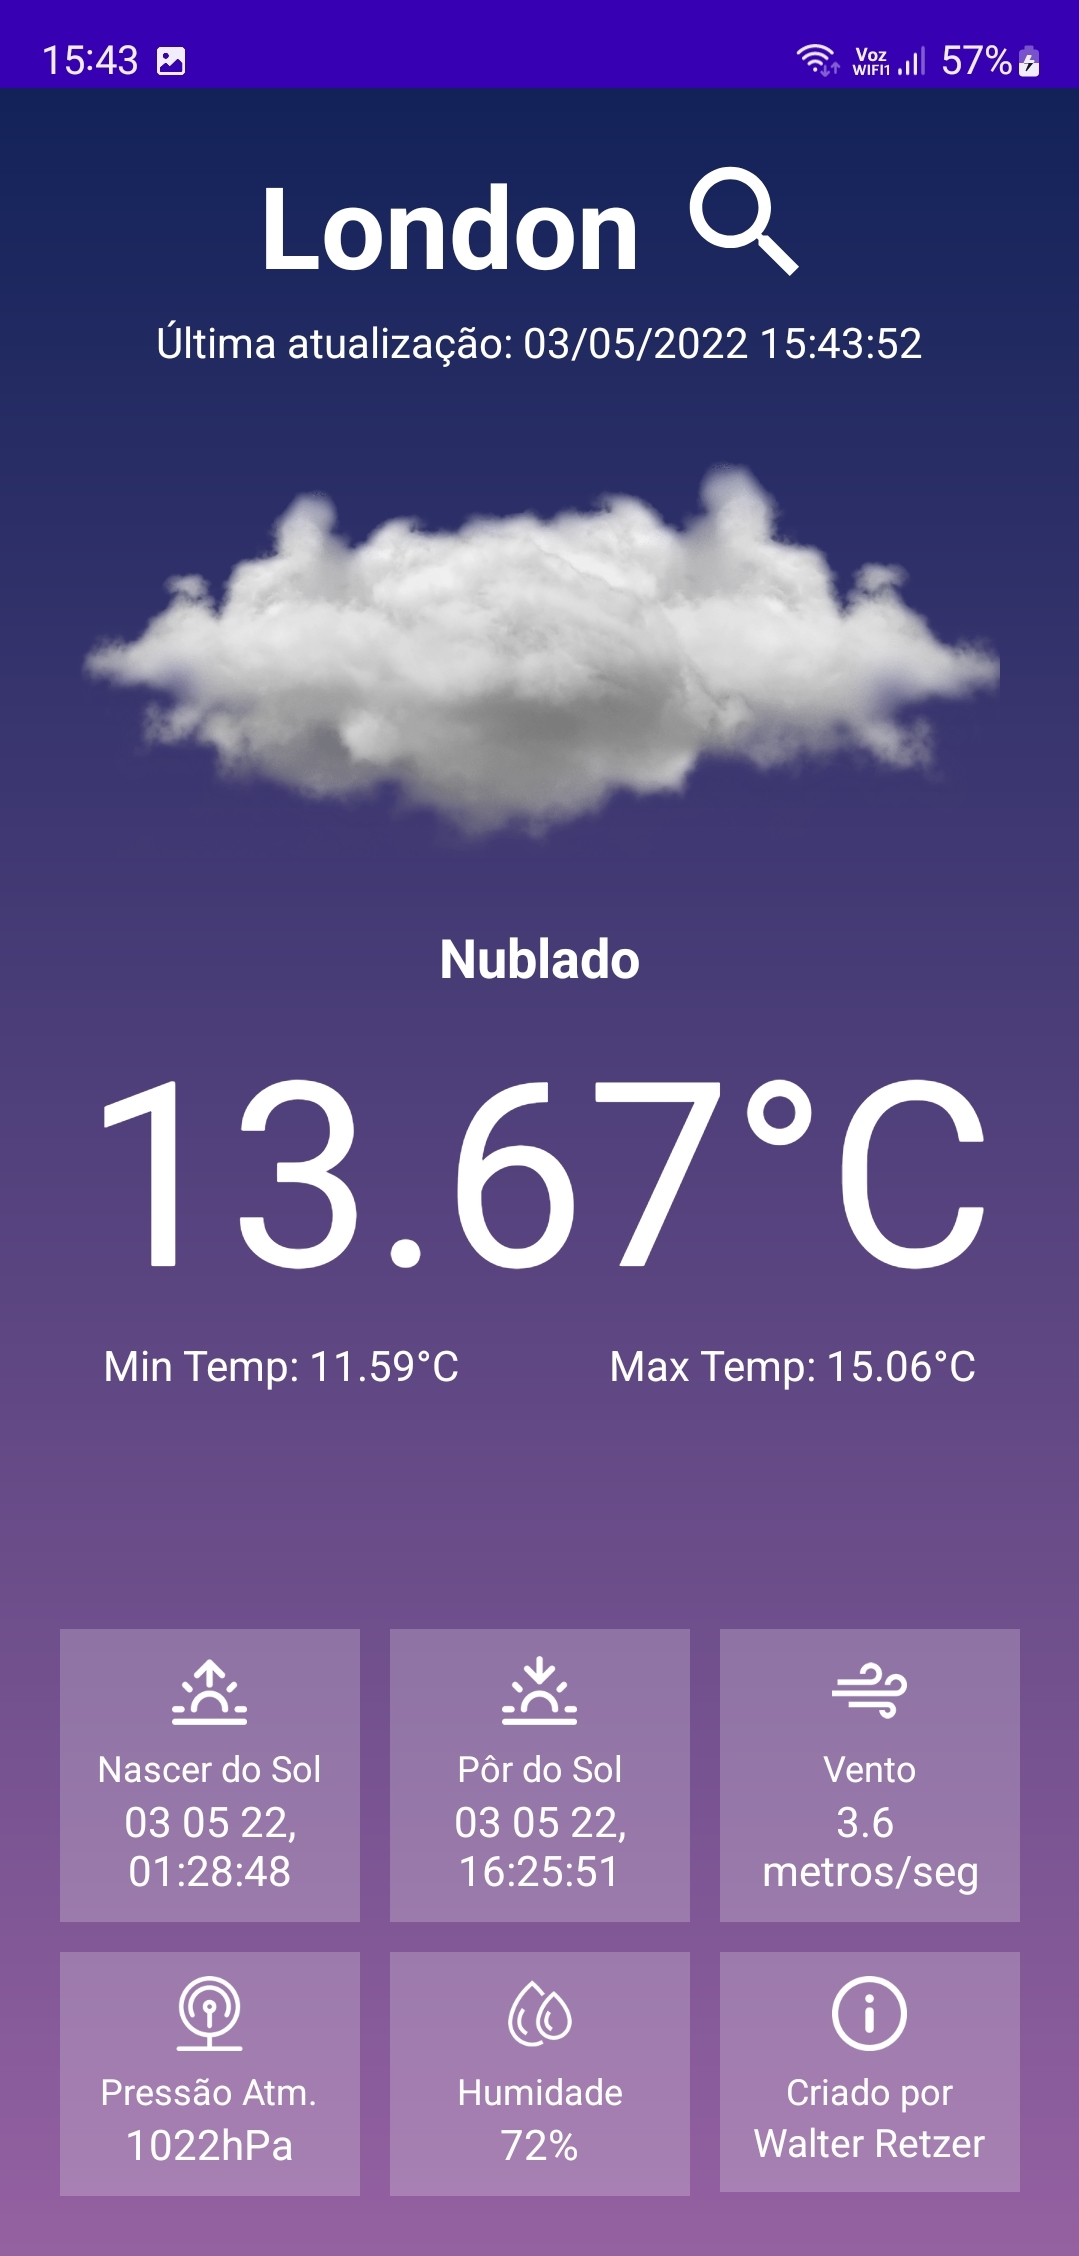 15:43
Voz
WIFI1
57%
London
Última atualização: 03/05/2022 15:43:52
Nublado
13.67°C
Min Temp: 11.59°C
Max Temp: 15.06°C
Nascer do Sol
03 05 22,
01:28:48
Pôr do Sol
03 05 22,
16:25:51
Vento
3.6
metros/seg
Pressão Atm.
1022hPa
Humidade
72%
Criado por
Walter Retzer